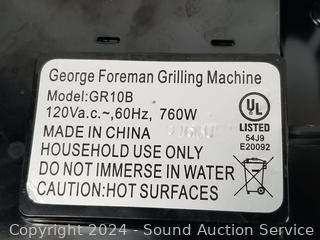 George Foreman Grilling Machine
Model:GR10B
120Va.c.~,60Hz, 760W
MADE IN CHINA
HOUSEHOLD USE ONLY
DO NOT IMMERSE IN WATER
CAUTION:HOT SURFACES
UL
LISTED
54J9
E20092
Copyright 2024 - Sound Auction Service